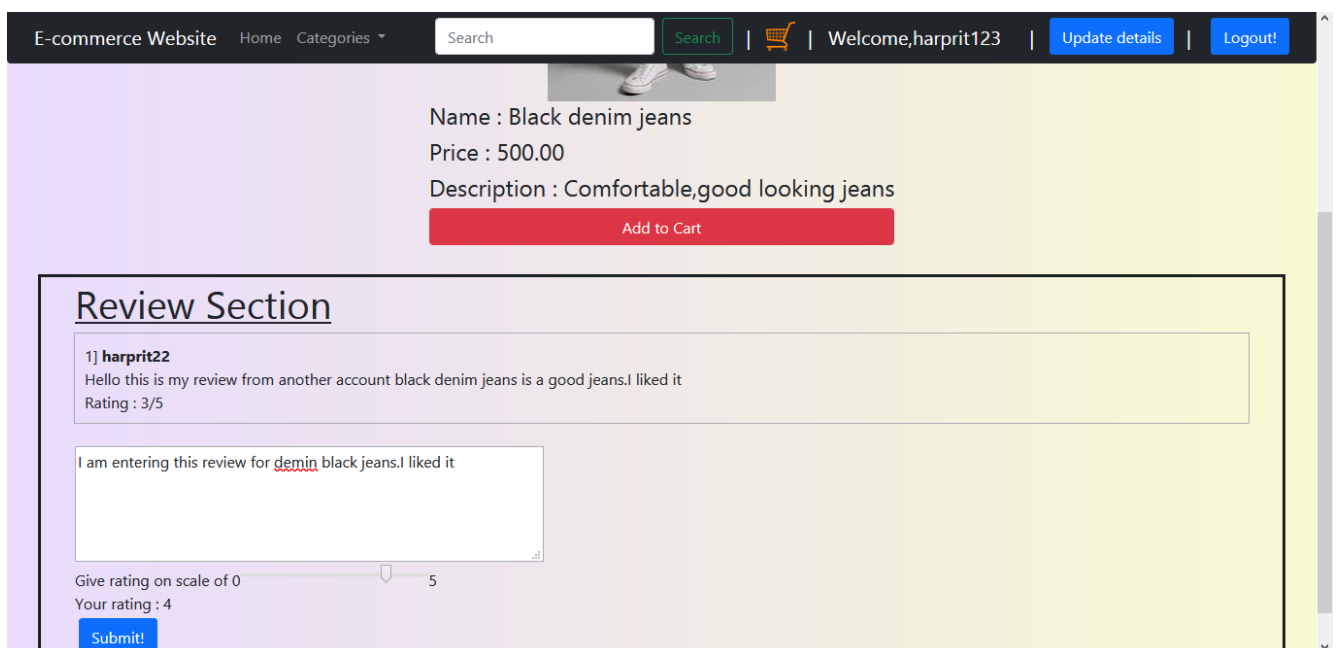 E-commerce Website Home Categories Search Search | | Welcome,harprit123 | Update details | Logout!
Name : Black denim jeans
Price : 500.00
Description : Comfortable,good looking jeans
Add to Cart
Review Section
1] harprit22
Hello this is my review from another account black denim jeans is a good jeans.I liked it
Rating : 3/5
I am entering this review for demin black jeans.I liked it
Give rating on scale of 0 5
Your rating : 4
Submit!